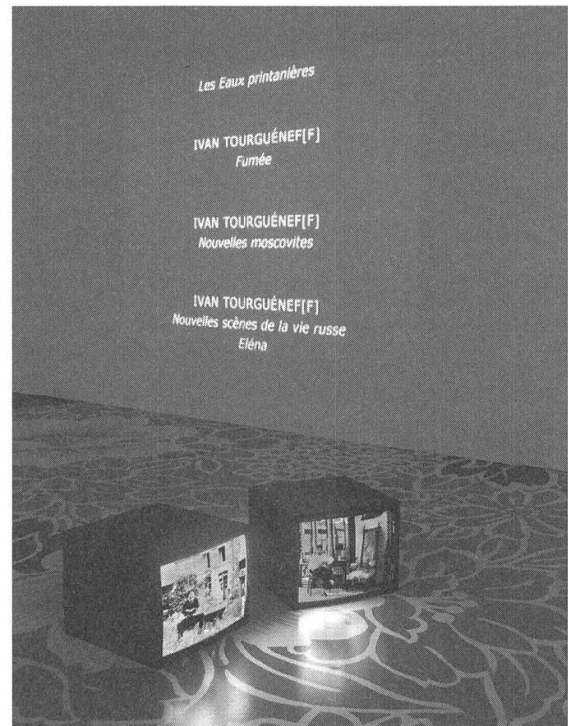 Les Eaux printanières
IVAN TOURGUÉNEF[F]
Fumée
IVAN TOURGUÉNEF[F]
Nouvelles moscovites
IVAN TOURGUÉNEF[F]
Nouvelles scènes de la vie russe
Eléna